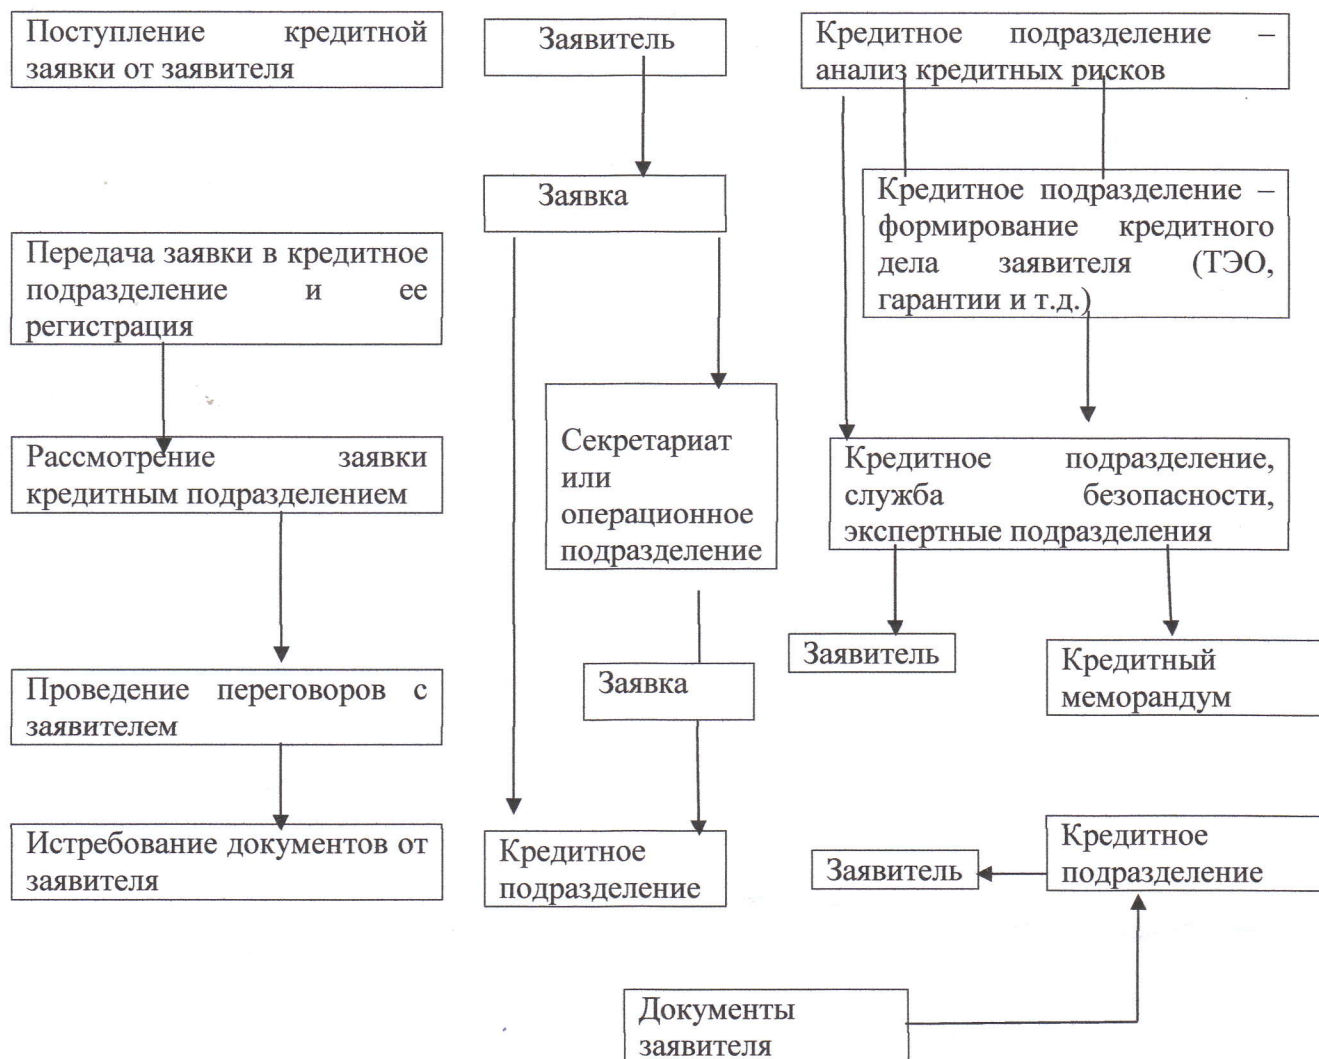 Поступление кредитной
заявки от заявителя
Передача заявки в кредитное
подразделение и ее
регистрация
Рассмотрение заявки
кредитным подразделением
Проведение переговоров с
заявителем
Истребование документов от
заявителя
Заявитель
Заявка
Секретариат
или
операционное
подразделение
Заявка
Кредитное
подразделение
Кредитное подразделение –
анализ кредитных рисков
Кредитное подразделение –
формирование кредитного
дела заявителя (ТЭО,
гарантии и т.д.)
Кредитное подразделение,
служба безопасности,
экспертные подразделения
Заявитель
Кредитный
меморандум
Заявитель
Кредитное
подразделение
Документы
заявителя